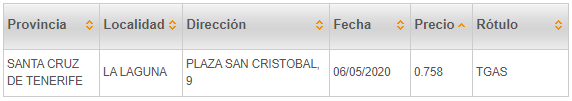 Provincia Localidad Dirección Fecha Precio Rótulo
SANTA CRUZ DE TENERIFE LA LAGUNA PLAZA SAN CRISTOBAL, 9 06/05/2020 0.758 TGAS